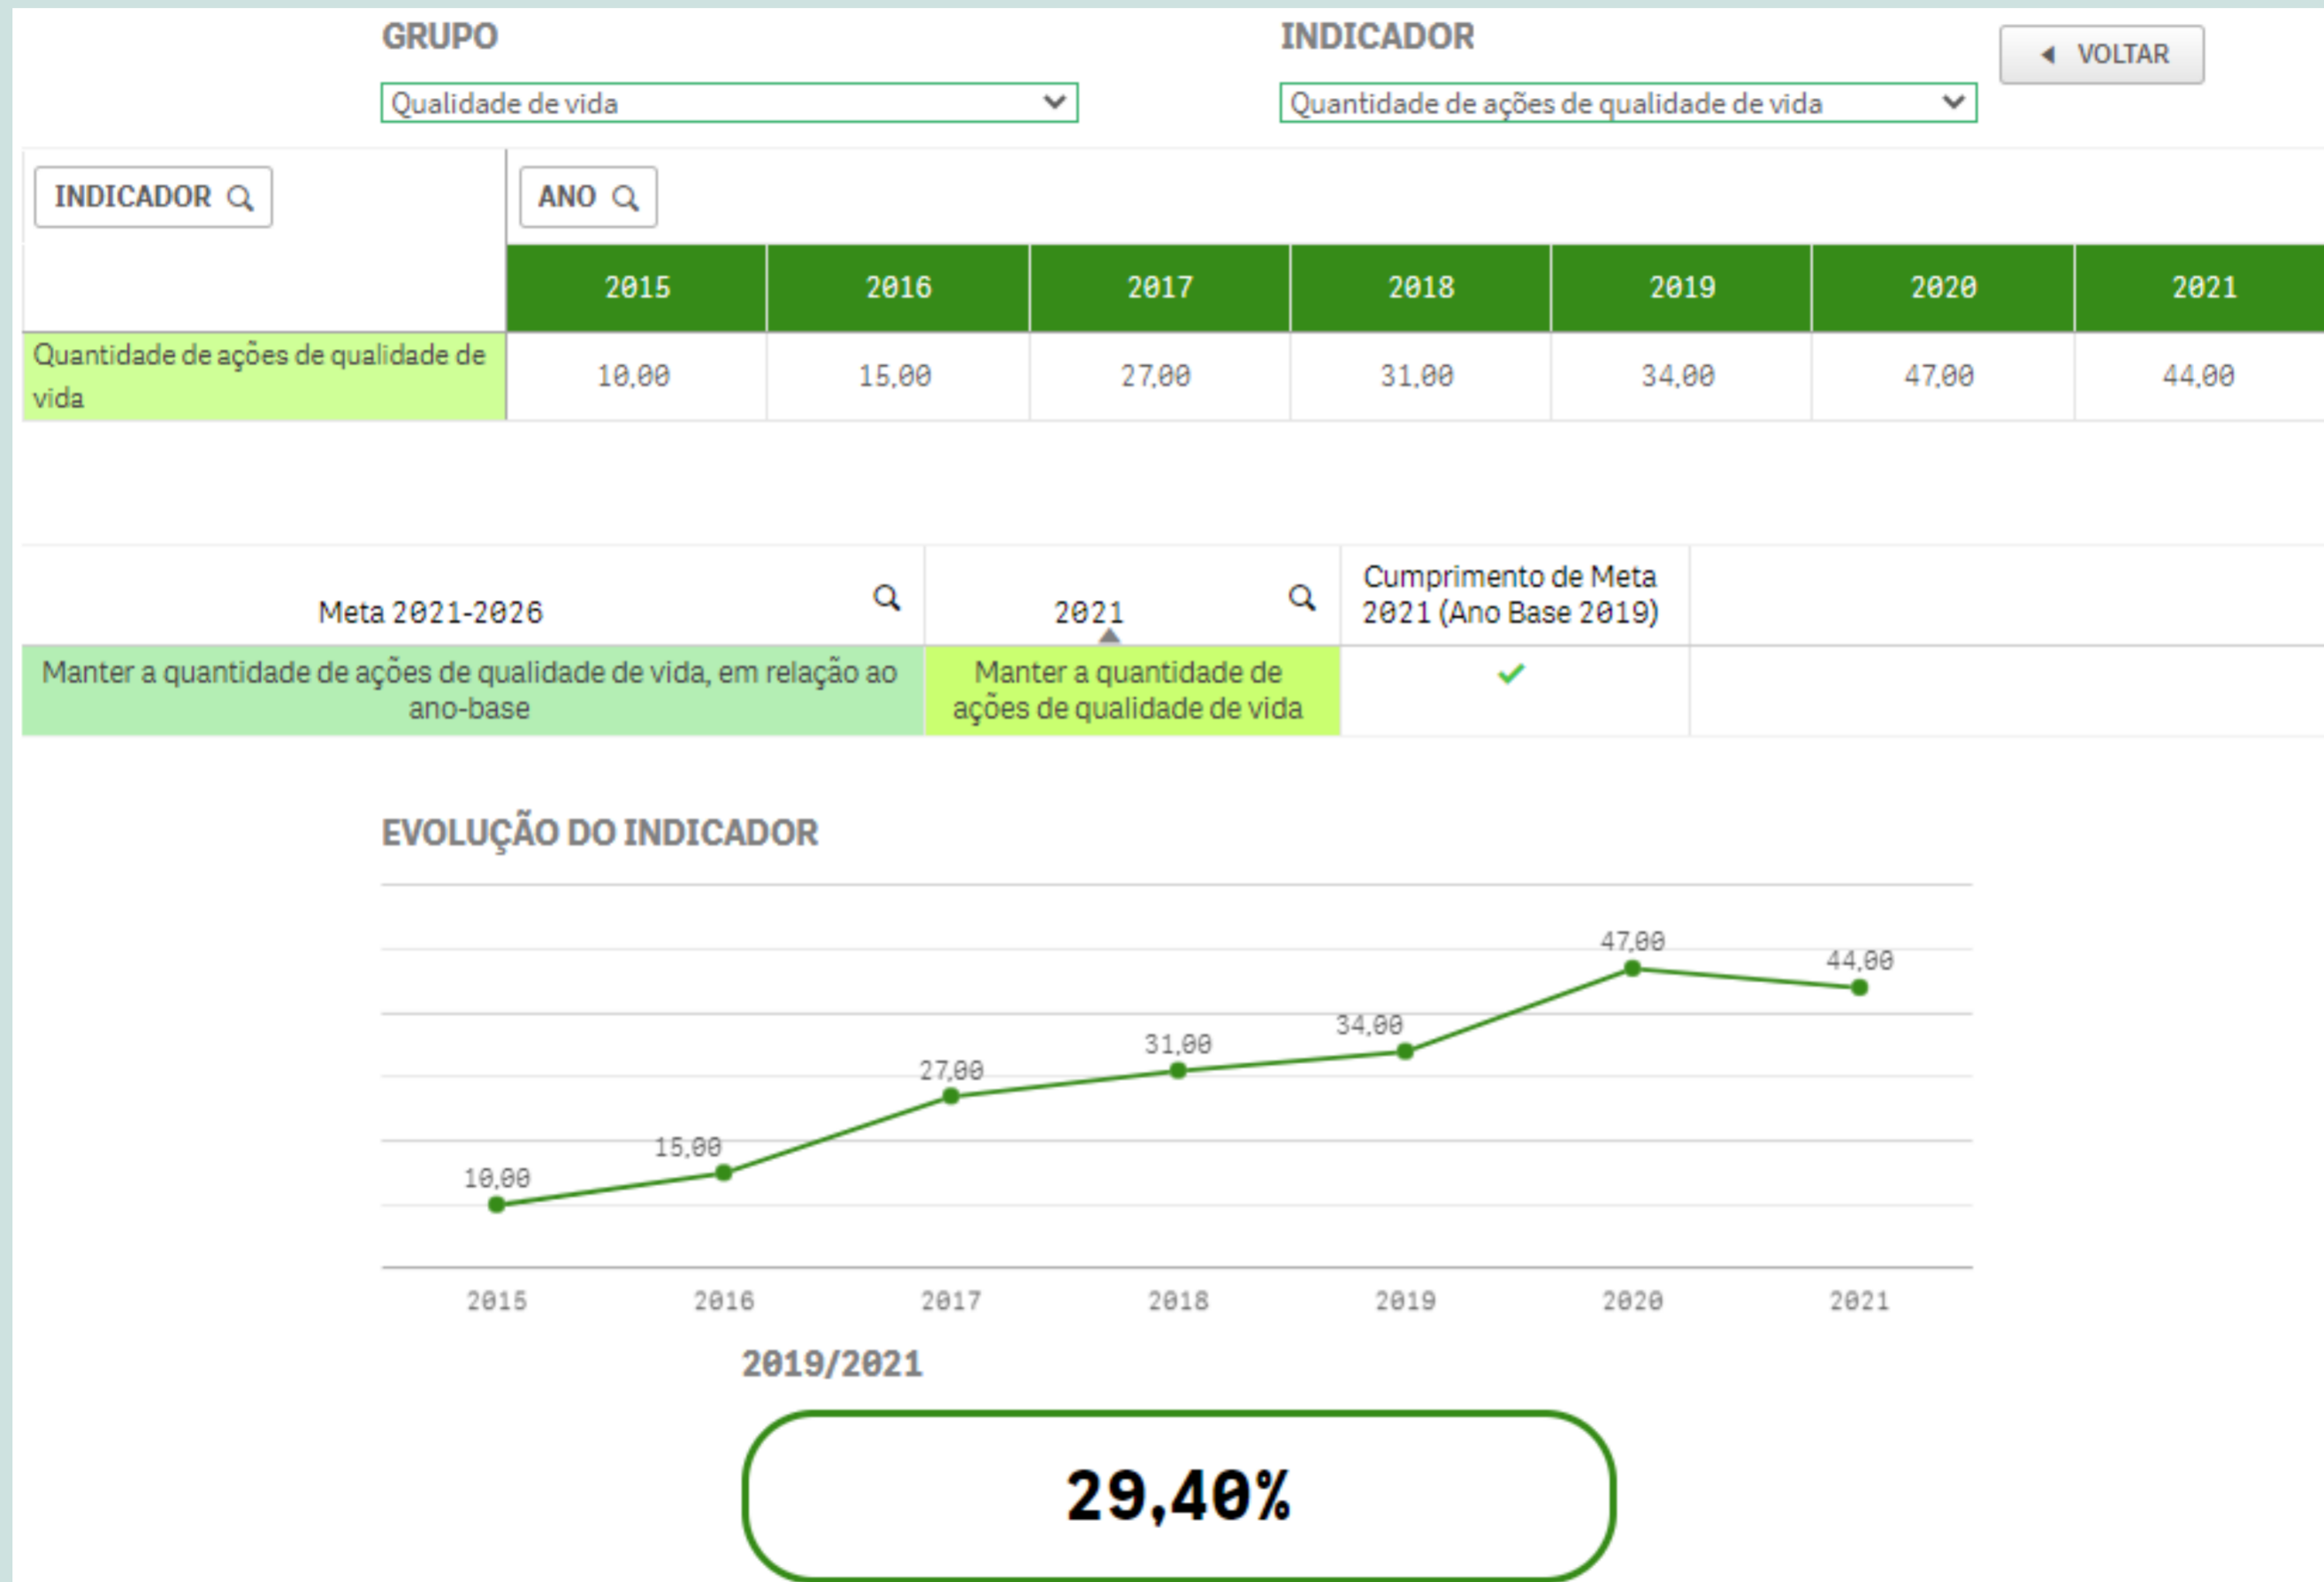 GRUPO
INDICADOR
VOLTAR
Qualidade de vida
Quantidade de ações de qualidade de vida
INDICADOR
ANO
2015 2016 2017 2018 2019 2020 2021
Quantidade de ações de qualidade de
vida
10,00 15,00 27,00 31,00 34,00 47,00 44,00
Meta 2021-2026
2021
Cumprimento de Meta
2021 (Ano Base 2019)
Manter a quantidade de ações de qualidade de vida, em relação ao
ano-base
Manter a quantidade de
ações de qualidade de vida
EVOLUÇÃO DO INDICADOR
10,00
15,00
27,00
31,00
34,00
47,00
44,00
2015 2016 2017 2018 2019 2020 2021
2019/2021
29,40%